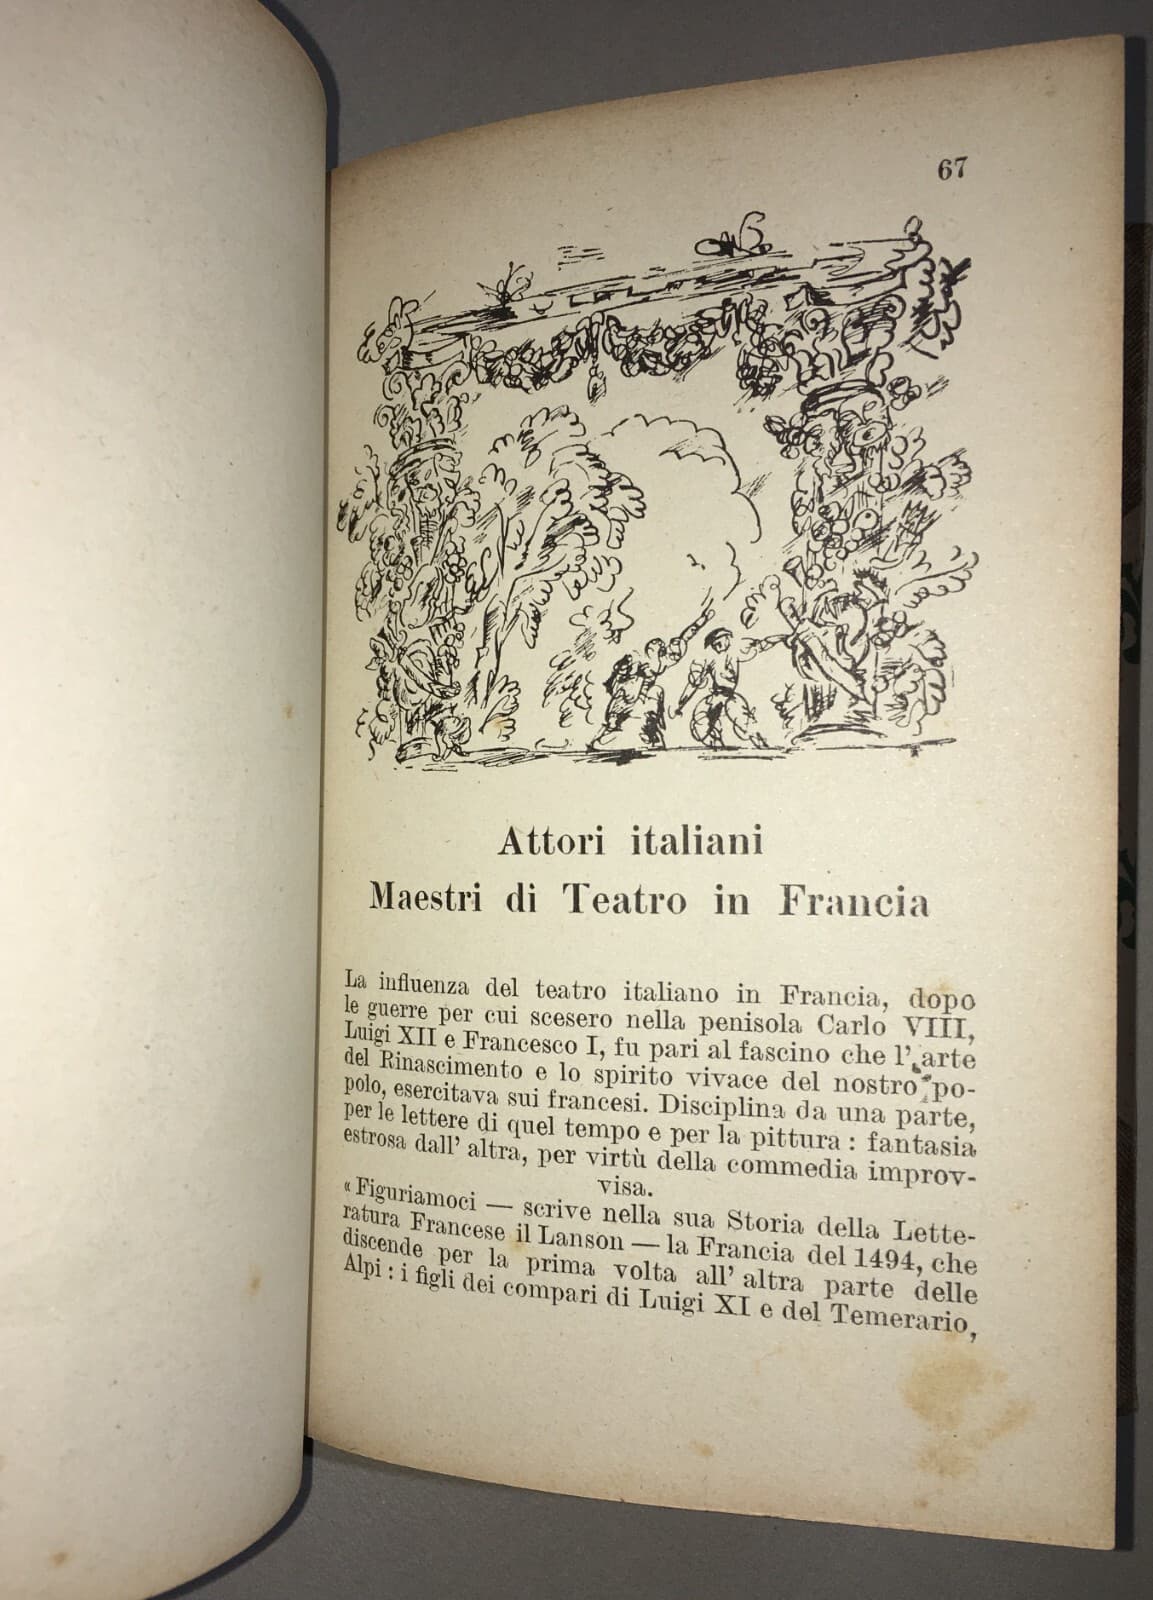 67
Attori italiani
Maestri di Teatro in Francia
La influenza del teatro italiano in Francia, dopo
le guerre per cui scesero nella penisola Carlo VIII,
Luigi XII e Francesco I, fu pari al fascino che l' arte
del Rinascimento e lo spirito vivace del nostro po-
polo, esercitava sui francesi. Disciplina da una parte,
per le lettere di quel tempo e per la pittura : fantasia
estrosa dall' altra, per virtù della commedia improv-
visa.
« Figuriamoci — scrive nella sua Storia della Lette-
ratura Francese il Lanson — la Francia del 1494, che
discende per la prima volta all' altra parte delle
Alpi : i figli dei compari di Luigi XI e del Temerario,